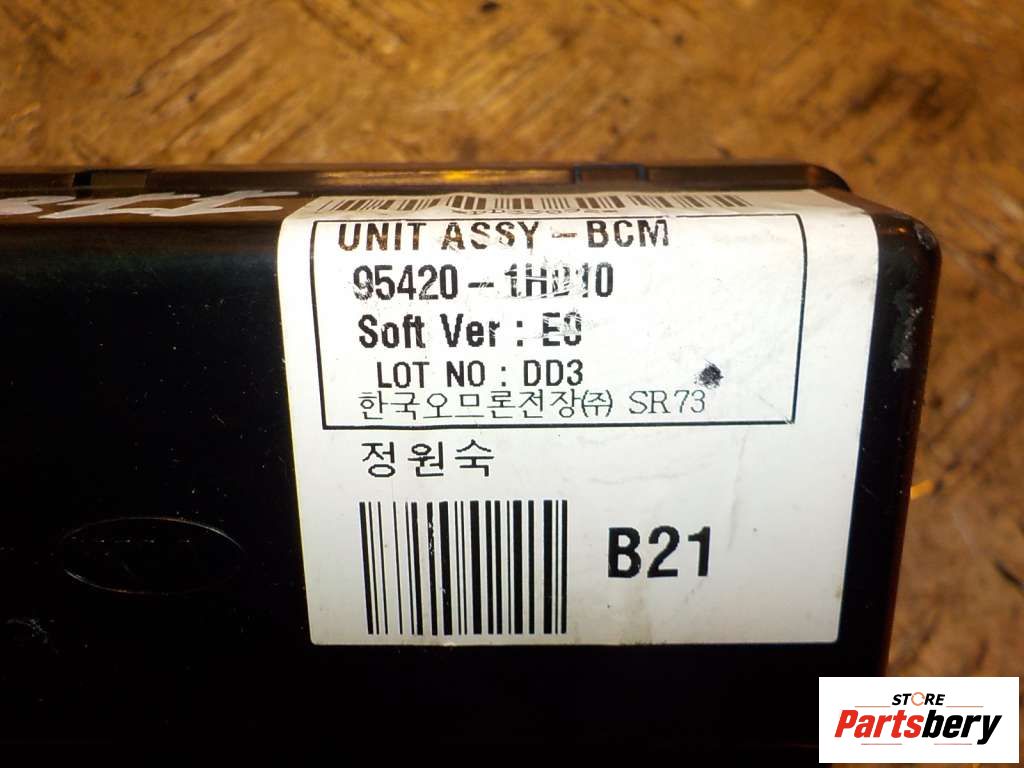 UNIT ASSY-BCM
95420-1H010
Soft Ver : E9
LOT NO : DD3
한국오므론전장㈜ SR73
정원숙
B21
STORE
Partsbery